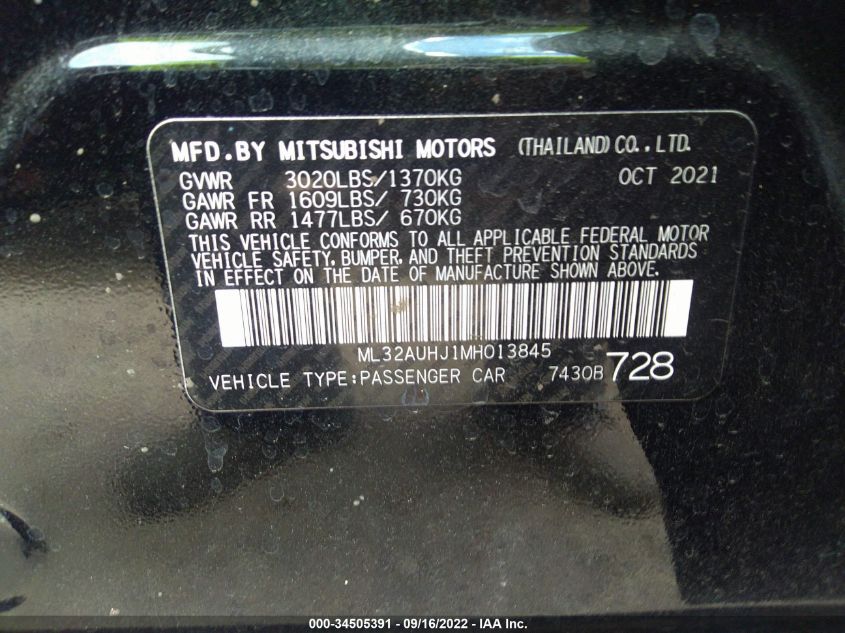 MFD.BY MITSUBISHI MOTORS (THAILAND) CO., LTD.
GVWR 3020LBS/1370KG OCT 2021
GAWR FR 1609LBS/ 730KG
GAWR RR 1477LBS/ 670KG
THIS VEHICLE CONFORMS TO ALL APPLICABLE FEDERAL MOTOR
VEHICLE SAFETY, BUMPER, AND THEFT PREVENTION STANDARDS
IN EFFECT ON THE DATE OF MANUFACTURE SHOWN ABOVE.
ML32AUHJ1MH013845
VEHICLE TYPE:PASSENGER CAR 7430B 728
000-34505391 - 09/16/2022 - IAA Inc.